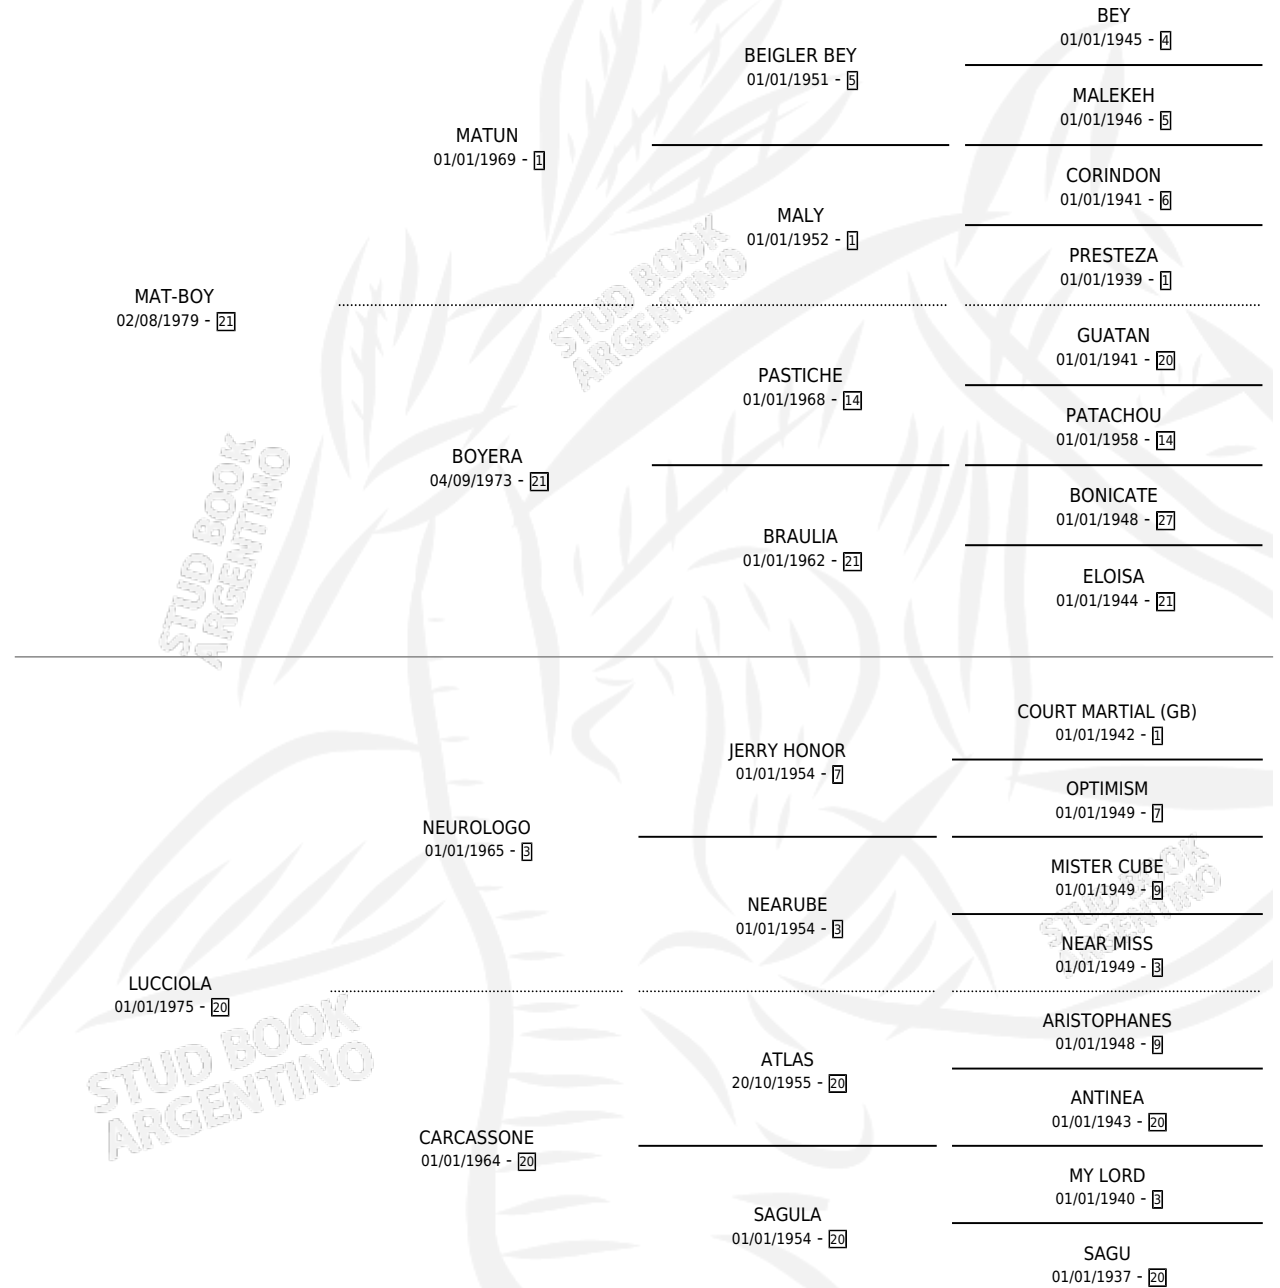 BEY
01/01/1945 - 4
BEIGLER BEY
01/01/1951 - 5
MALEKEH
01/01/1946 - 5
MATUN
01/01/1969 - 1
CORINDON
01/01/1941 - 6
MALY
01/01/1952 - 1
PRESTEZA
01/01/1939 - 1
MAT-BOY
02/08/1979 - 21
GUATAN
01/01/1941 - 20
PASTICHE
01/01/1968 - 14
PATACHOU
01/01/1958 - 14
BOYERA
04/09/1973 - 21
BONICATE
01/01/1948 - 27
BRAULIA
01/01/1962 - 21
ELOISA
01/01/1944 - 21
COURT MARTIAL (GB)
01/01/1942 - 1
JERRY HONOR
01/01/1954 - 7
OPTIMISM
01/01/1949 - 7
NEUROLOGO
01/01/1965 - 3
MISTER CUBE
01/01/1949 - 9
NEARUBE
01/01/1954 - 3
NEAR MISS
01/01/1949 - 3
LUCCIOLA
01/01/1975 - 20
ARISTOPHANES
01/01/1948 - 9
ATLAS
20/10/1955 - 20
ANTINEA
01/01/1943 - 20
CARCASSONE
01/01/1964 - 20
MY LORD
01/01/1940 - 3
SAGULA
01/01/1954 - 20
SAGU
01/01/1937 - 20
STUD BOOK
ARGENTINO
STUD BOOK
ARGENTINO
STUD BOOK
ARGENTINO
STUD BOOK
ARGENTINO